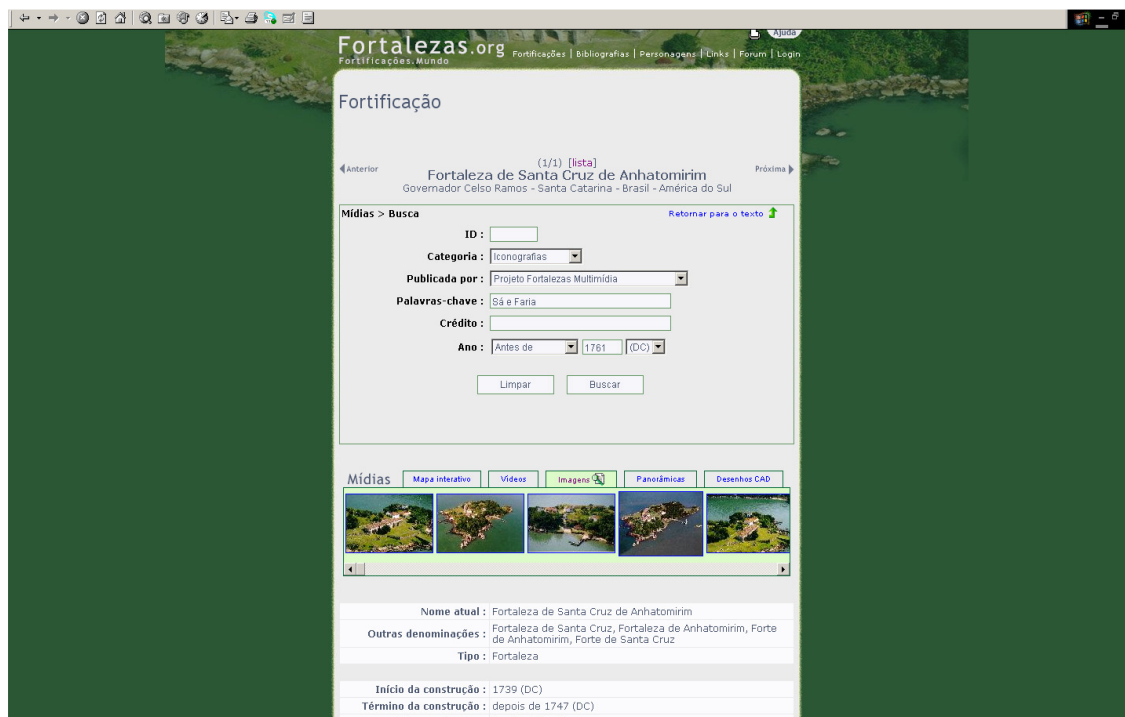 Ajuda
Fortalezas.org
Fortificações.Mundo
Fortificações | Bibliografias | Personagens | Links | Forum | Login
Fortificação
(1/1) [lista]
Anterior
Fortaleza de Santa Cruz de Anhatomirim
Próxima
Governador Celso Ramos - Santa Catarina - Brasil - América do Sul
Mídias > Busca
Retornar para o texto
ID :
Categoria : Iconografias
Publicada por : Projeto Fortalezas Multimídia
Palavras-chave : Sá e Faria
Crédito :
Ano : Antes de 1761 (DC)
Limpar Buscar
Mídias Mapa interativo Vídeos Imagens Panorâmicas Desenhos CAD
Nome atual : Fortaleza de Santa Cruz de Anhatomirim
Outras denominações : Fortaleza de Santa Cruz, Fortaleza de Anhatomirim, Forte
de Anhatomirim, Forte de Santa Cruz
Tipo : Fortaleza
Início da construção : 1739 (DC)
Término da construção : depois de 1747 (DC)